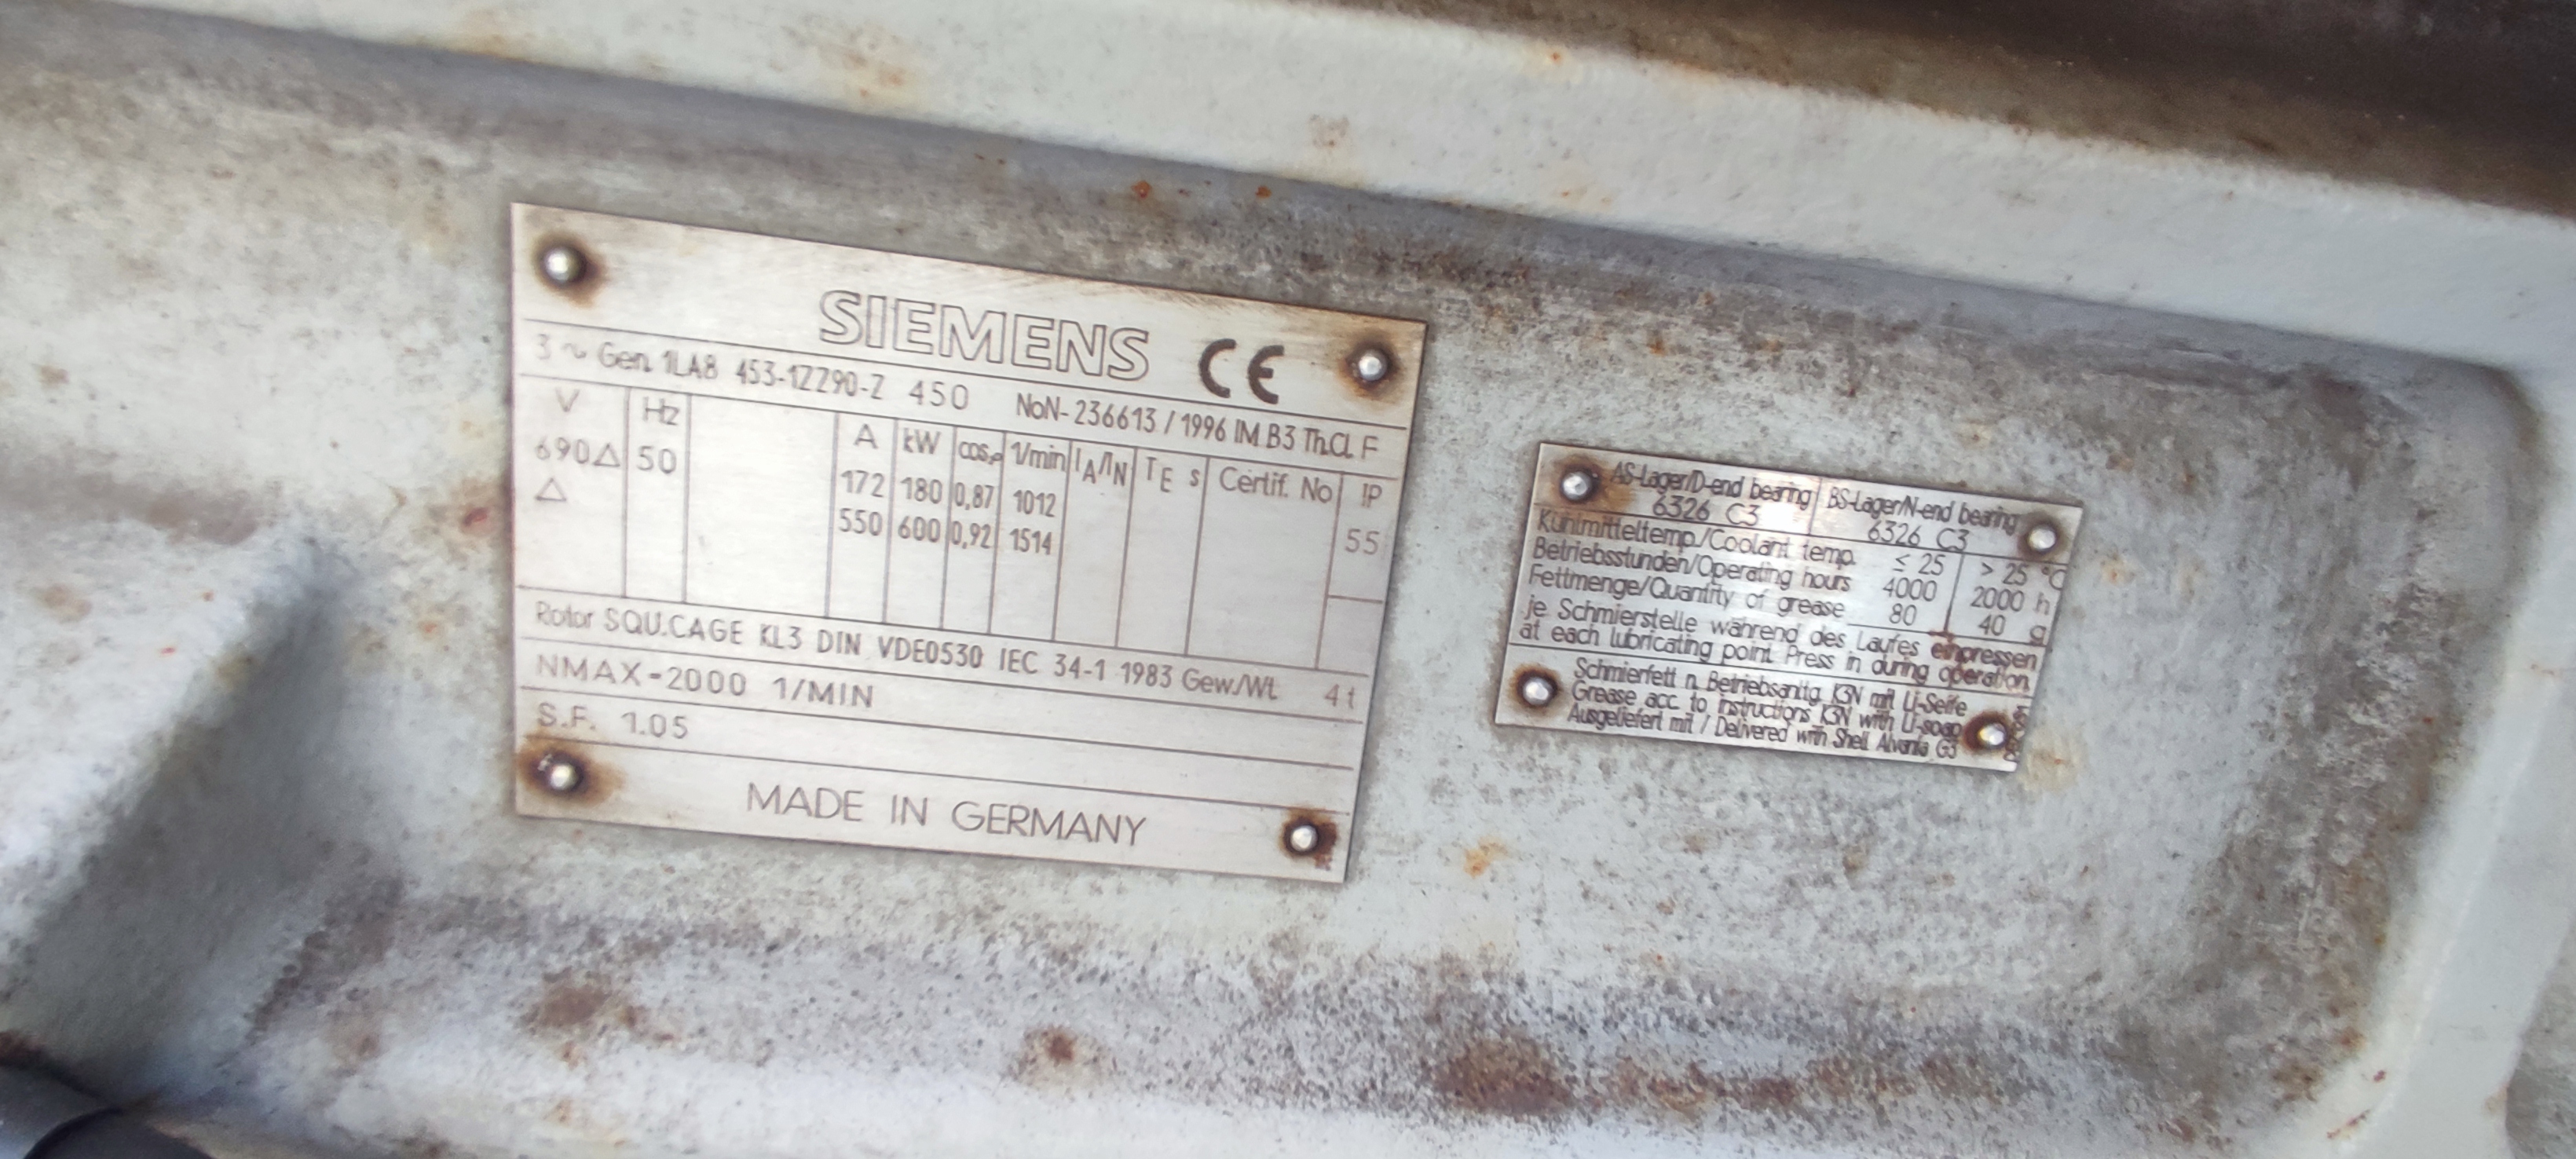 SIEMENS CE
3 ~ Gen. 1LA8 453-1ZZ90-Z 450 NoN-236613 / 1996 IM B3 Th.Cl. F
V Hz A kW cosφ 1/min IA/IN TE s Certif. No IP
690△ 50 172 180 0,87 1012 55
△ 550 600 0,92 1514
Rotor SQU.CAGE KL3 DIN VDE0530 IEC 34-1 1983 Gew./Wt. 4 t
NMAX-2000 1/MIN
S.F. 1.05
MADE IN GERMANY
AS-Lager/D-end bearing BS-Lager/N-end bearing
6326 C3 6326 C3
Kühlmitteltemp./Coolant temp. ≤ 25 > 25 °C
Betriebsstunden/Operating hours 4000 2000 h
Fettmenge/Quantity of grease 80 40 g
je Schmierstelle während des Laufes einpressen
at each lubricating point. Press in during operation.
Schmierfett n. Betriebsanltg. K3N mit Li-Seife
Grease acc. to instructions K3N with Li-soap
Ausgeliefert mit / Delivered with Shell Alvania G3